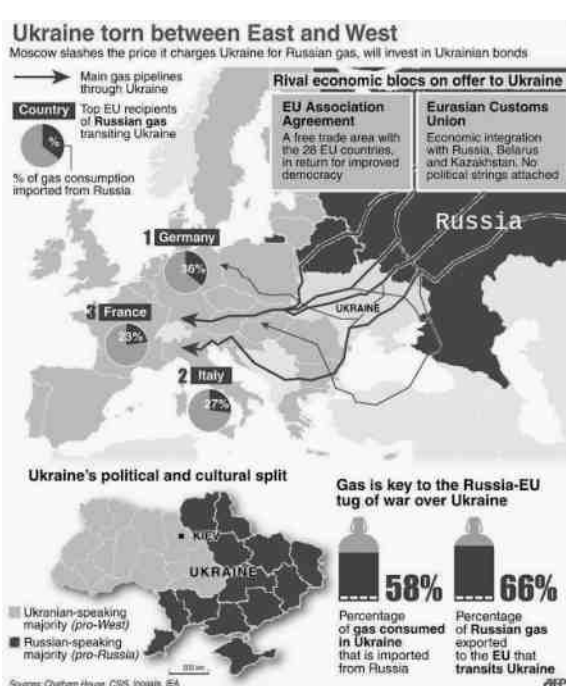 Ukraine torn between East and West
Moscow slashes the price it charges Ukraine for Russian gas, will invest in Ukrainian bonds
Main gas pipelines
through Ukraine
Country
Top EU recipients
of Russian gas
transiting Ukraine
%
% of gas consumption
imported from Russia
Rival economic blocs on offer to Ukraine
EU Association
Agreement
A free trade area with
the 28 EU countries,
in return for improved
democracy
Eurasian Customs
Union
Economic integration
with Russia, Belarus
and Kazakhstan. No
political strings attached
Russia
1 Germany
36%
UKRAINE
3 France
23%
2 Italy
27%
Ukraine's political and cultural split
KIEV
UKRAINE
Ukranian-speaking
majority (pro-West)
Russian-speaking
majority (pro-Russia)
Gas is key to the Russia-EU
tug of war over Ukraine
58%
Percentage
of gas consumed
in Ukraine
that is imported
from Russia
66%
Percentage
of Russian gas
exported
to the EU that
transits Ukraine
Sources: Chatham House, CSIS, IEA
AFP